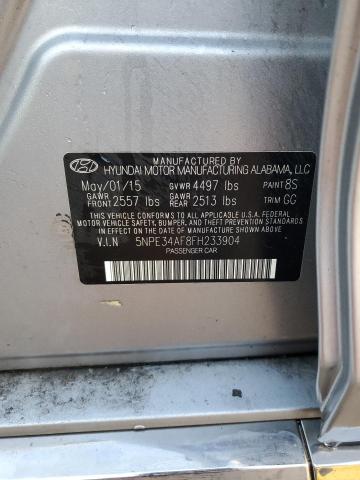 MANUFACTURED BY
HYUNDAI MOTOR MANUFACTURING ALABAMA, LLC
May/01/15 GVWR 4497 lbs PAINT 8S
GAWR FRONT 2557 lbs GAWR REAR 2513 lbs TRIM GG
THIS VEHICLE CONFORMS TO ALL APPLICABLE U.S. FEDERAL
MOTOR VEHICLE SAFETY, BUMPER, AND THEFT PREVENTION STANDARDS IN
EFFECT ON THE DATE OF MANUFACTURE SHOWN ABOVE.
V.I.N 5NPE34AF8FH233904
PASSENGER CAR